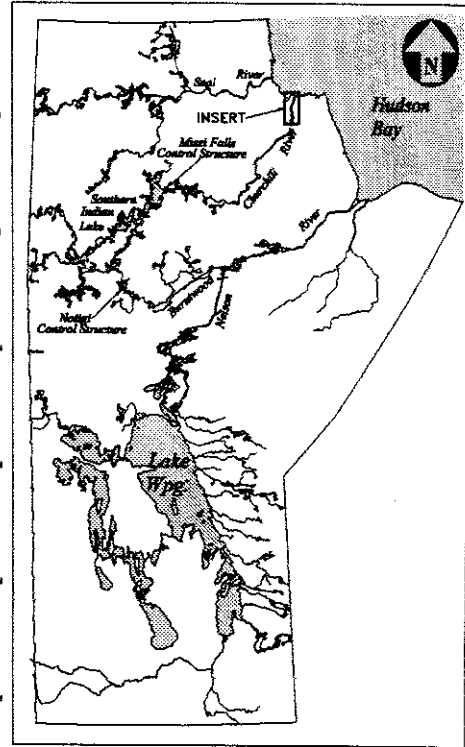 N
Hudson
Bay
Seal River
INSERT
Missi Falls
Control Structure
River
Churchill
Southern
Indian
Lake
River
Burntwood
Nelson
Notigi
Control Structure
Lake
Wpg.